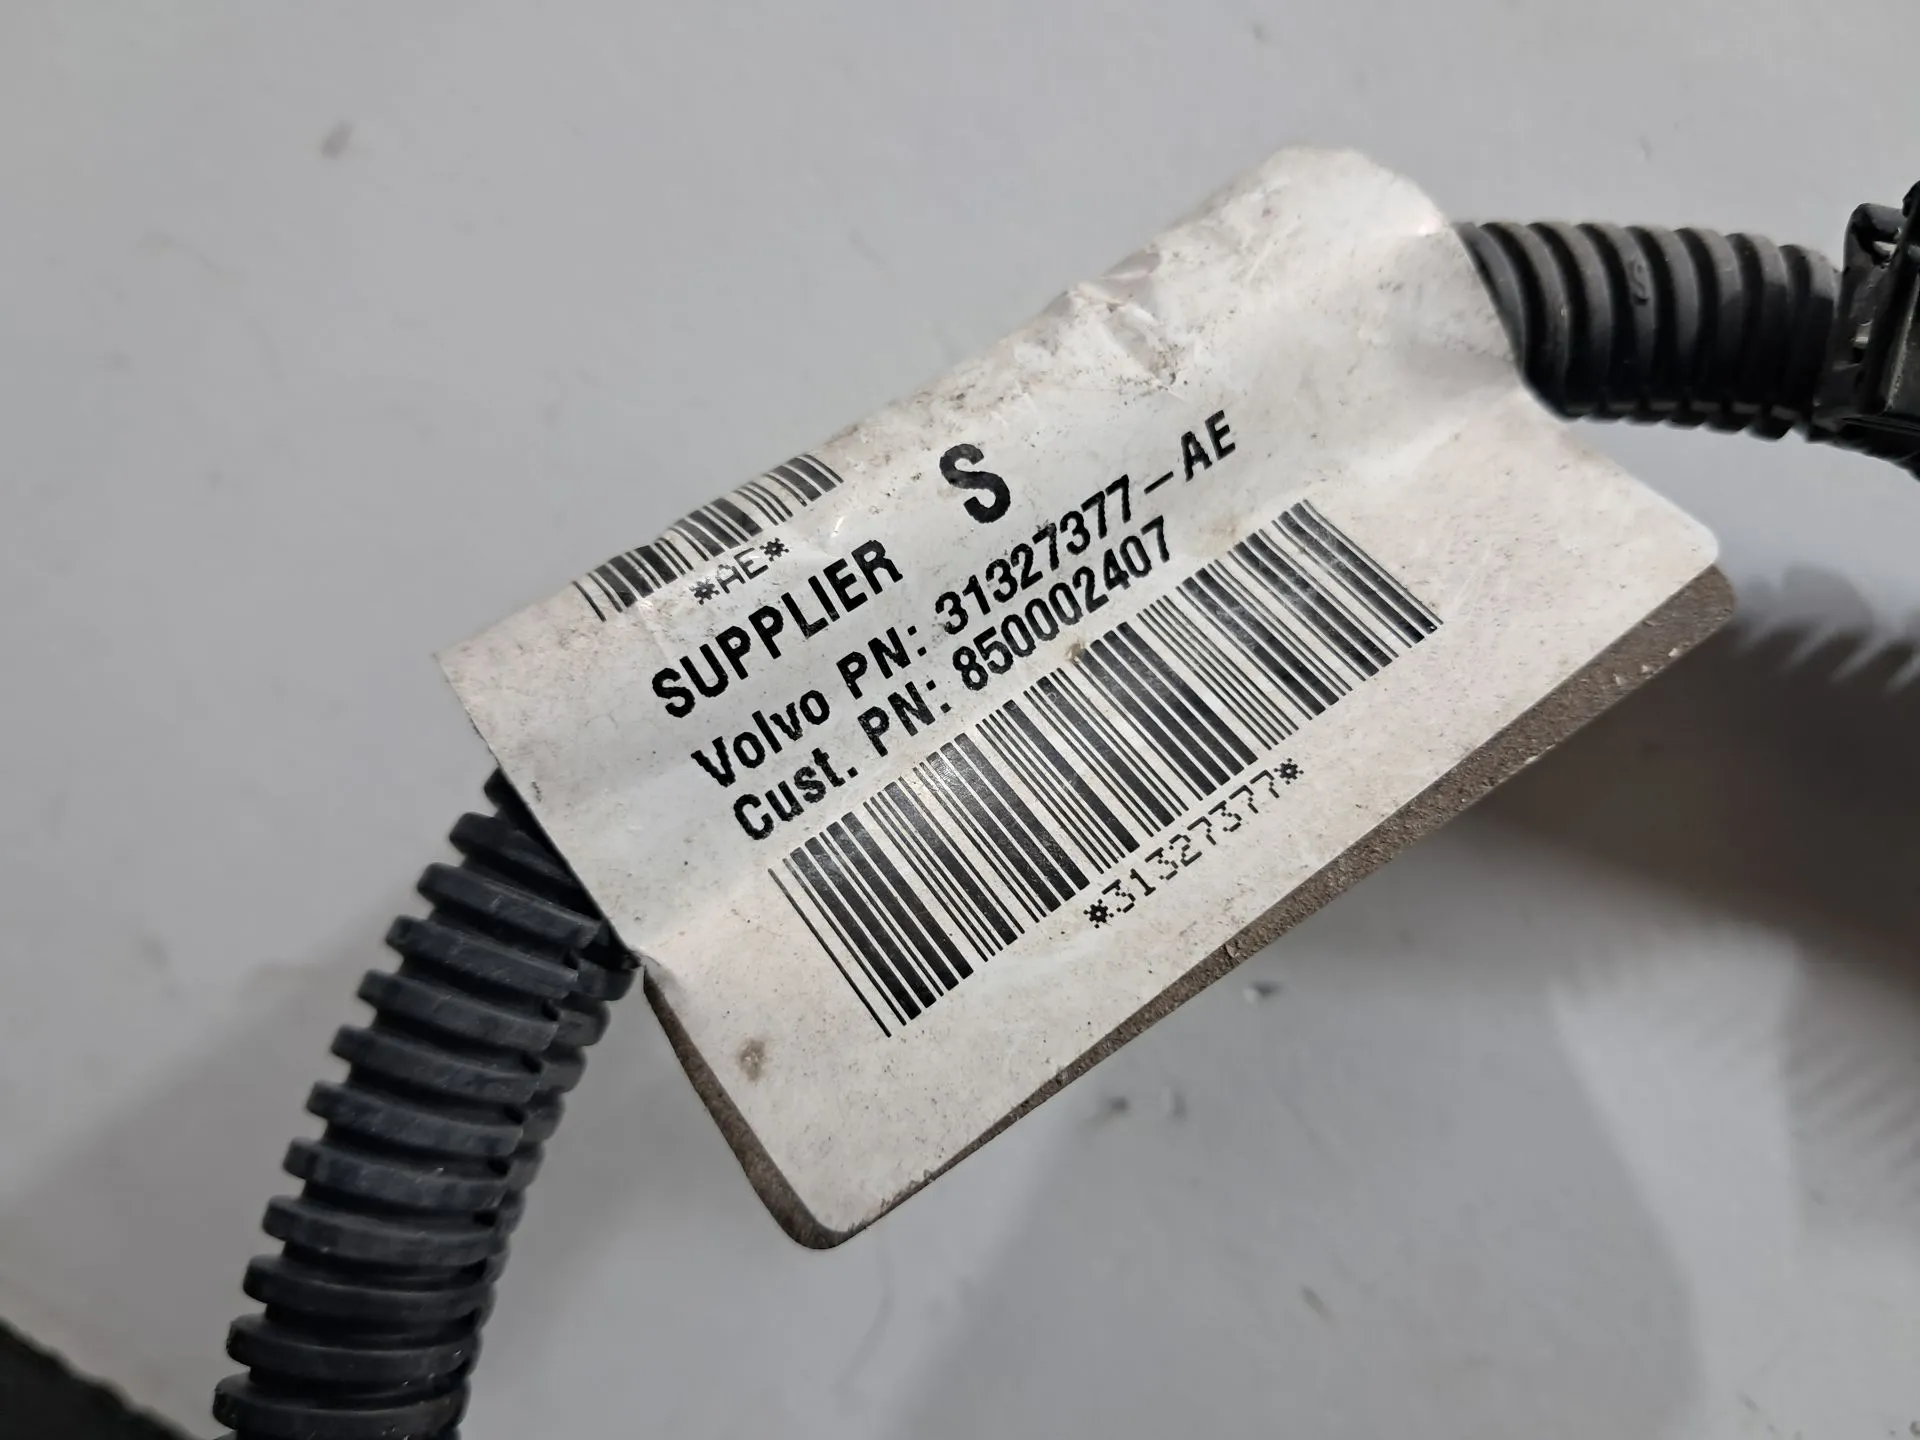 *AE*
SUPPLIER S
Volvo PN: 31327377-AE
Cust. PN: 850002407
*31327377*